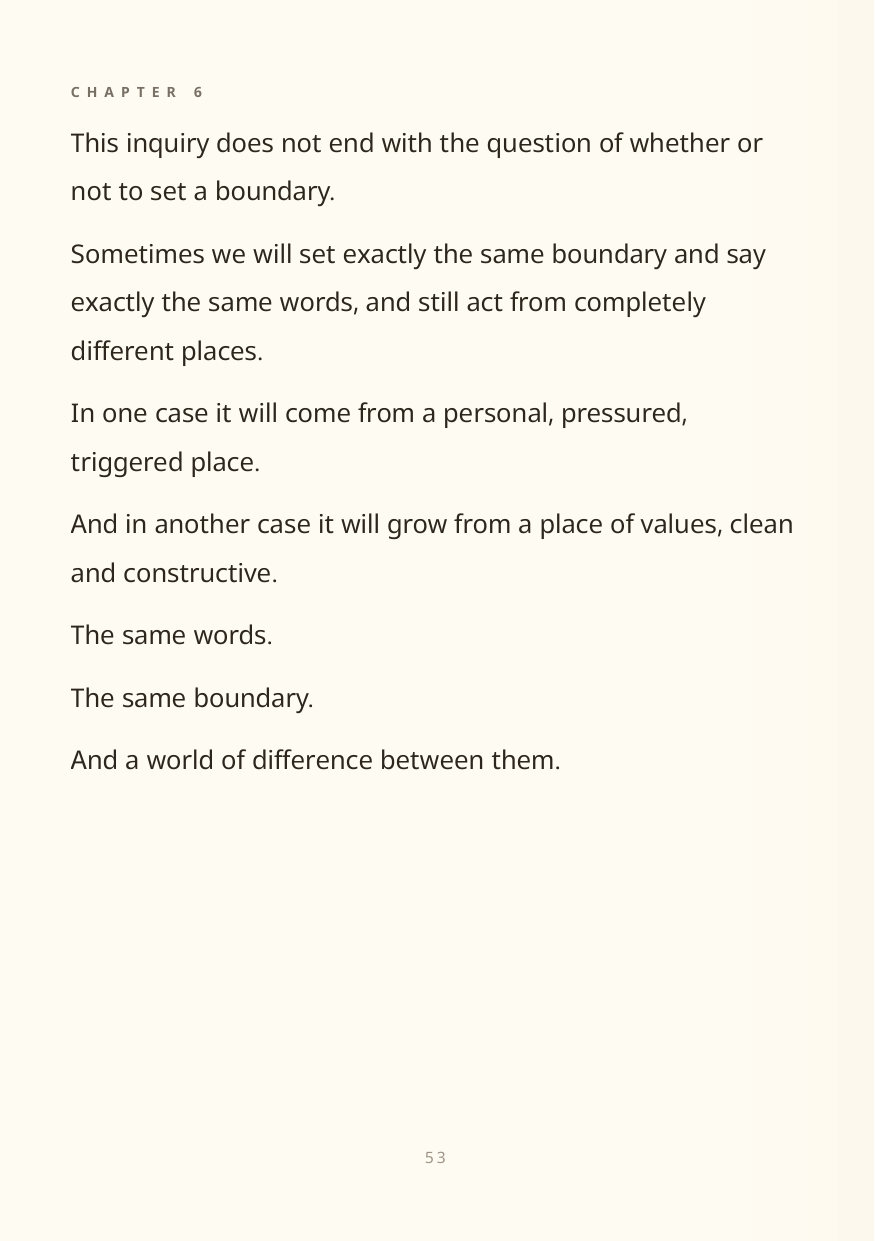 CHAPTER 6
This inquiry does not end with the question of whether or
not to set a boundary.
Sometimes we will set exactly the same boundary and say
exactly the same words, and still act from completely
different places.
In one case it will come from a personal, pressured,
triggered place.
And in another case it will grow from a place of values, clean
and constructive.
The same words.
The same boundary.
And a world of difference between them.
53